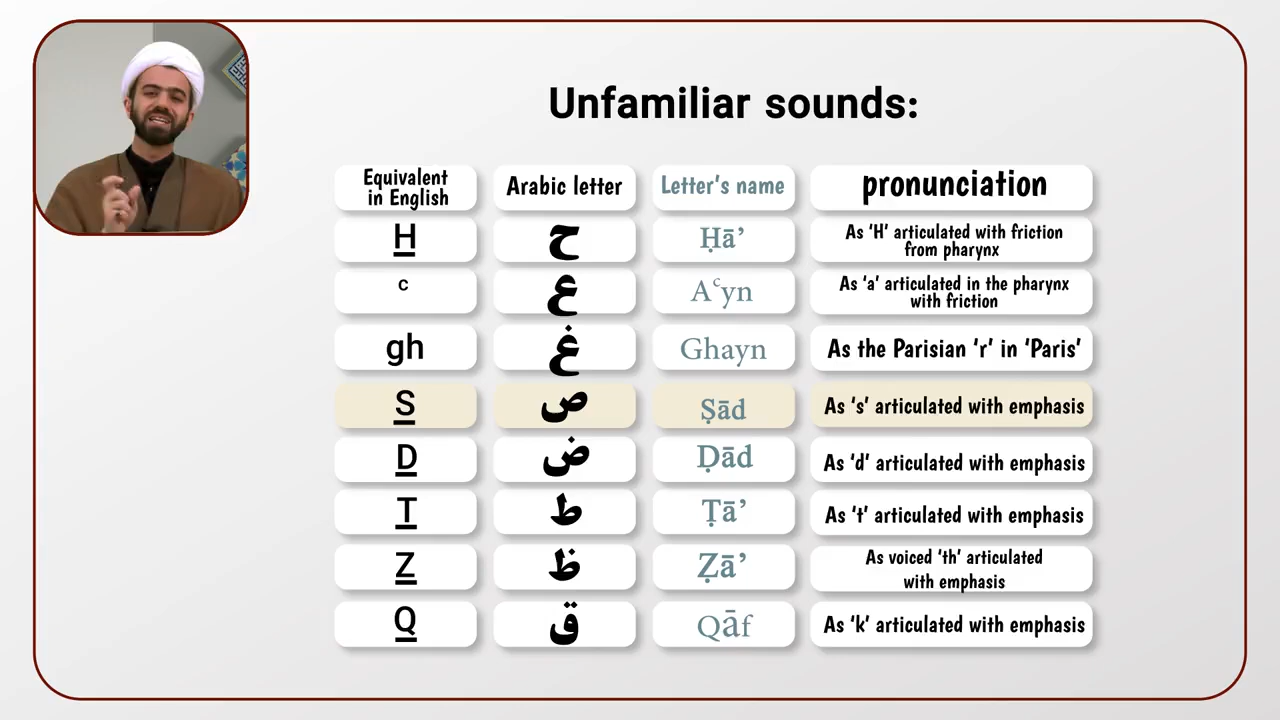 Unfamiliar sounds:
Equivalent in English Arabic letter Letter's name pronunciation
H ح Ḥā’ As ‘H’ articulated with friction from pharynx
c ع Aʿyn As ‘a’ articulated in the pharynx with friction
gh غ Ghayn As the Parisian ‘r’ in ‘Paris’
S ص Ṣād As ‘s’ articulated with emphasis
D ض Ḍād As ‘d’ articulated with emphasis
T ط Ṭā’ As ‘t’ articulated with emphasis
Z ظ Ẓā’ As voiced ‘th’ articulated with emphasis
Q ق Qāf As ‘k’ articulated with emphasis